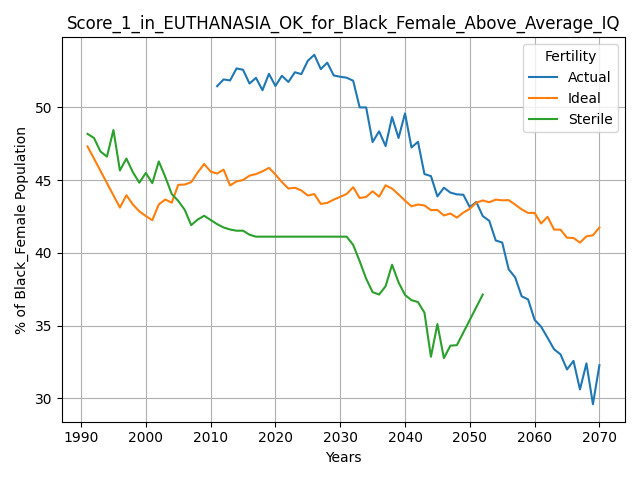 Score_1_in_EUTHANASIA_OK_for_Black_Female_Above_Average_IQ
Fertility
Actual
Ideal
Sterile
% of Black_Female Population
50
45
40
35
30
1990 2000 2010 2020 2030 2040 2050 2060 2070
Years